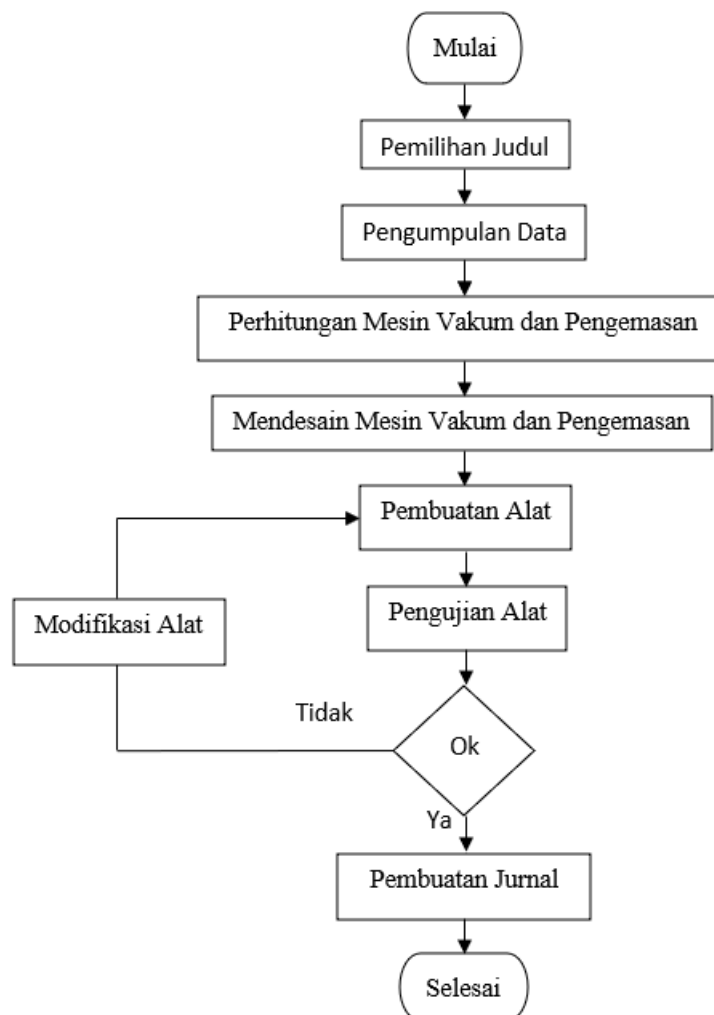 Mulai
Pemilihan Judul
Pengumpulan Data
Perhitungan Mesin Vakum dan Pengemasan
Mendesain Mesin Vakum dan Pengemasan
Pembuatan Alat
Modifikasi Alat
Pengujian Alat
Tidak
Ok
Ya
Pembuatan Jurnal
Selesai